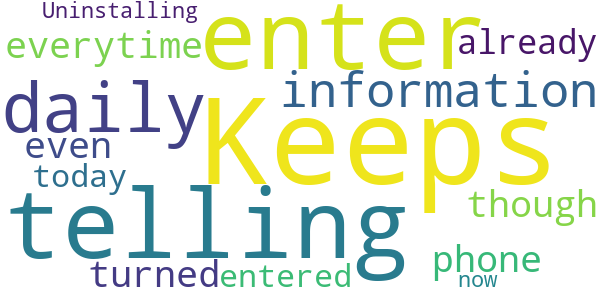 Uninstalling
everytime enter already
daily information
Keeps
even
today
telling though
phone
turned entered now